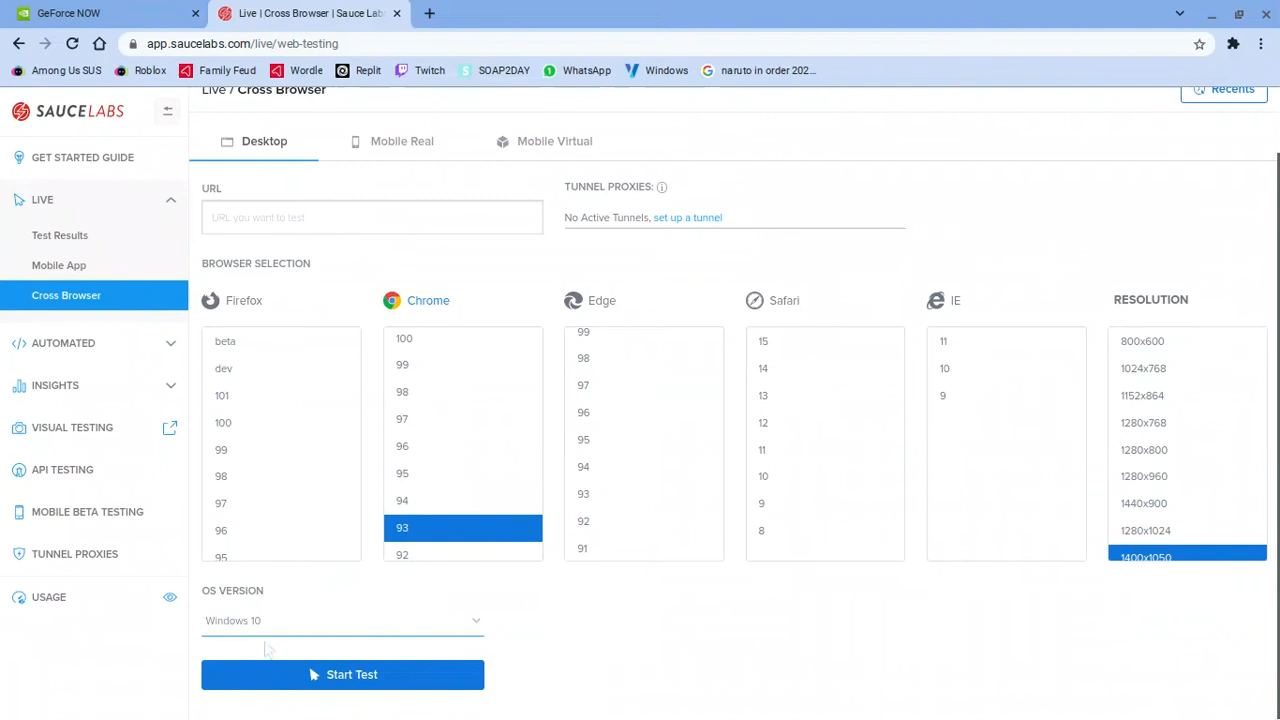 GeForce NOW
Live | Cross Browser | Sauce Labs
app.saucelabs.com/live/web-testing
Among Us SUS
Roblox
Family Feud
Wordle
Replit
Twitch
SOAP2DAY
WhatsApp
Windows
naruto in order 202...
SAUCELABS
Live / Cross Browser
Recents
GET STARTED GUIDE
LIVE
Test Results
Mobile App
Cross Browser
AUTOMATED
INSIGHTS
VISUAL TESTING
API TESTING
MOBILE BETA TESTING
TUNNEL PROXIES
USAGE
Desktop
Mobile Real
Mobile Virtual
URL
URL you want to test
TUNNEL PROXIES:
No Active Tunnels, set up a tunnel
BROWSER SELECTION
Firefox
beta
dev
101
100
99
98
97
96
95
Chrome
100
99
98
97
96
95
94
93
92
Edge
99
98
97
96
95
94
93
92
91
Safari
15
14
13
12
11
10
9
8
IE
11
10
9
RESOLUTION
800x600
1024x768
1152x864
1280x768
1280x800
1280x960
1440x900
1280x1024
1400x1050
OS VERSION
Windows 10
Start Test